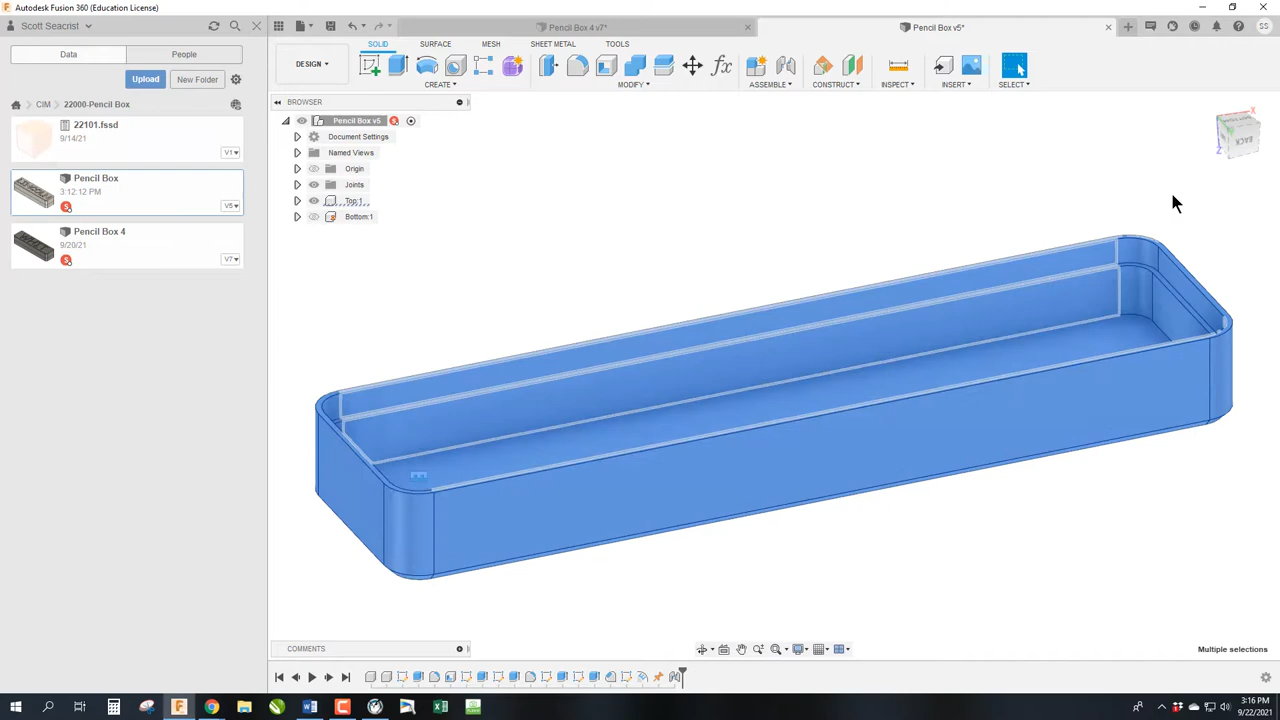 Autodesk Fusion 360 (Education License)
Scott Seacrist
Pencil Box 4 v7*
Pencil Box v5*
SS
Data
People
DESIGN
SOLID
SURFACE
MESH
SHEET METAL
TOOLS
Upload
New Folder
CREATE
MODIFY
ASSEMBLE
CONSTRUCT
INSPECT
INSERT
SELECT
CIM
22000-Pencil Box
22101.fssd
9/14/21
V1
Pencil Box
3:12:12 PM
V5
Pencil Box 4
9/20/21
V7
BROWSER
Pencil Box v5
Document Settings
Named Views
Origin
Joints
Top:1
Bottom:1
X
Z
BACK
COMMENTS
Multiple selections
3:16 PM
9/22/2021